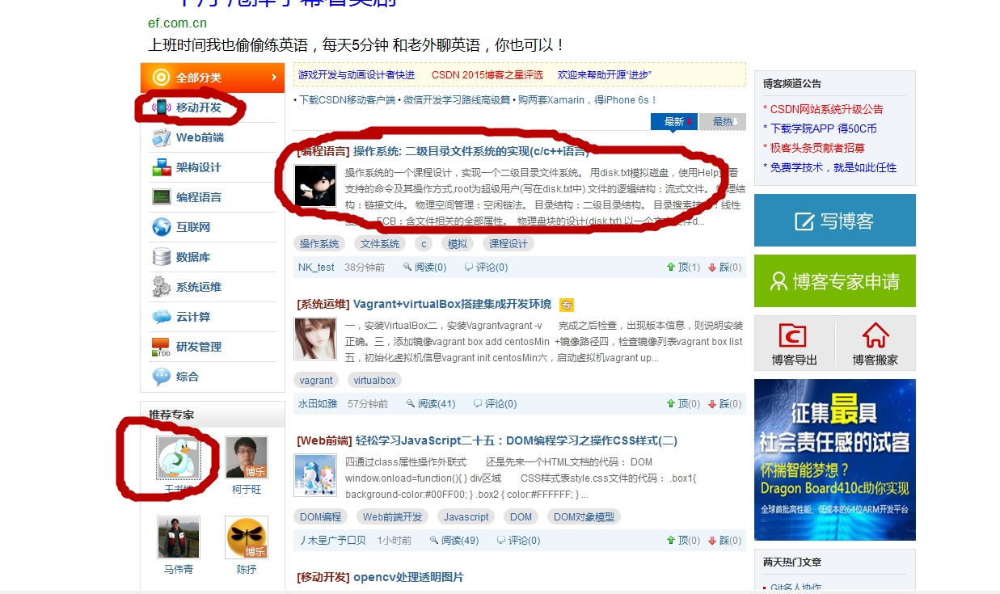 ef.com.cn
上班时间我也偷偷练英语，每天5分钟 和老外聊英语，你也可以！
全部分类
移动开发
Web前端
架构设计
编程语言
互联网
数据库
系统运维
云计算
研发管理
综合
推荐专家
博乐
柯于旺
马伟青
博乐
陈抒
游戏开发与动画设计者快进 CSDN 2015博客之星评选 欢迎来帮助开源“进步”
• 下载CSDN移动客户端 • 微信开发学习路线高级篇 • 购两套Xamarin，得iPhone 6s！
最新 最热
[编程语言] 操作系统: 二级目录文件系统的实现(c/c++语言)
操作系统的一个课程设计，实现一个二级目录文件系统。 用disk.txt模拟磁盘，使用Help查看
支持的命令及其操作方式,root为超级用户(写在disk.txt中) 文件的逻辑结构：流式文件。 物理结
构：链接文件。 物理空间管理：空闲链法。 目录结构：二级目录结构。 目录搜索技术：线性
FCB：含文件相关的全部属性。 物理盘块的设计(disk.txt) 以一个
操作系统 文件系统 c 模拟 课程设计
NK_test 38分钟前 阅读(0) 评论(0) 顶(1) 踩(0)
[系统运维] Vagrant+virtualBox搭建集成开发环境 专
一，安装VirtualBox二，安装Vagrantvagrant -v 完成之后检查，出现版本信息，则说明安装
正确。三，添加镜像vagrant box add centosMin +镜像路径四，检查镜像列表vagrant box list
五，初始化虚拟机信息vagrant init centosMin六，启动虚拟机vagrant up...
vagrant virtualbox
水田如雅 57分钟前 阅读(41) 评论(0) 顶(0) 踩(0)
[Web前端] 轻松学习JavaScript二十五：DOM编程学习之操作CSS样式(二)
四通过class属性操作外联式 还是先来一个HTML文档的代码： DOM
window.onload=function(){ } div区域 CSS样式表style.css文件的代码： .box1{
background-color:#00FF00; } .box2 { color:#FFFFFF; } ...
DOM编程 Web前端开发 Javascript DOM DOM对象模型
丿木呈广予口贝 1小时前 阅读(49) 评论(0) 顶(0) 踩(0)
[移动开发] opencv处理透明图片
博客频道公告
* CSDN网站系统升级公告
* 下载学院APP 得50C币
* 极客头条贡献者招募
* 免费学技术，就是如此任性
写博客
博客专家申请
博客导出 博客搬家
征集最具
社会责任感的试客
怀揣智能梦想？
Dragon Board410c助你实现
全球首批高性能、低成本的64位ARM开发平台
两天热门文章
Git多人协作